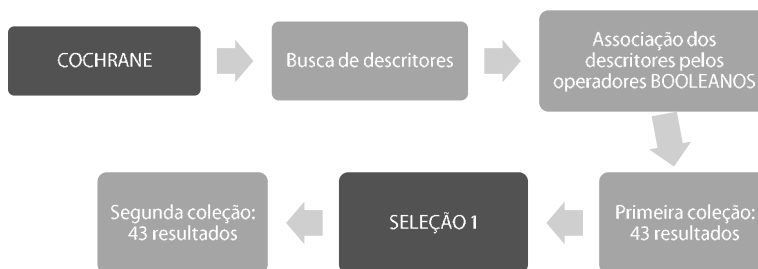 COCHRANE
Busca de descritores
Associação dos
descritores pelos
operadores BOOLEANOS
Primeira coleção:
43 resultados
SELEÇÃO 1
Segunda coleção:
43 resultados